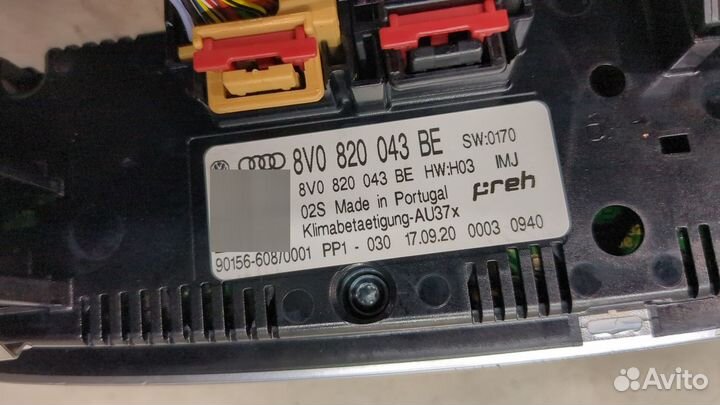 8V0 820 043 BE SW:0170
8V0 820 043 BE HW:H03 IMJ
02S Made in Portugal preh
Klimabetaetigung-AU37x
90156-6087/0001 PP1 - 030 17.09.20 0003 0940
Avito